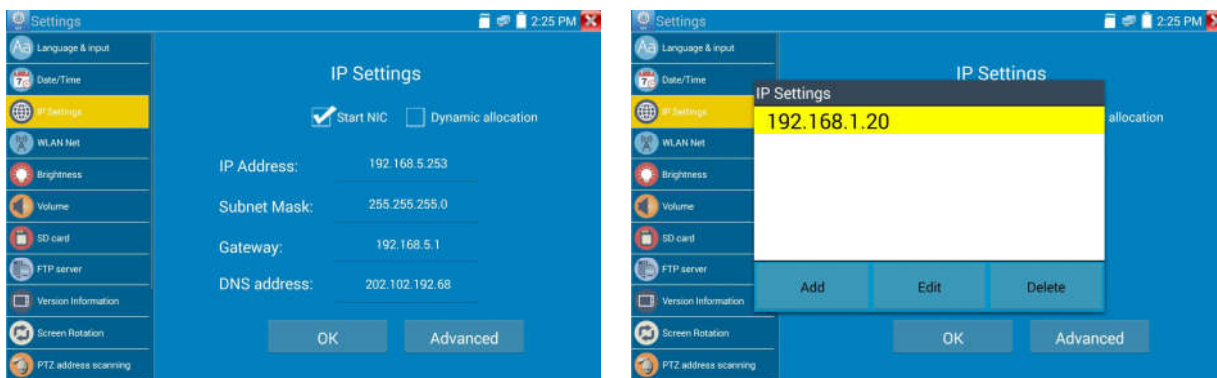 Settings
2:25 PM
Language & input
Date/Time
IP Settings
WLAN Net
Brightness
Volume
SD card
FTP server
Version Information
Screen Rotation
PTZ address scanning
IP Settings
Start NIC
Dynamic allocation
IP Address: 192.168.5.253
Subnet Mask: 255.255.255.0
Gateway: 192.168.5.1
DNS address: 202.102.192.68
OK
Advanced
Settings
2:25 PM
Language & input
Date/Time
IP Settings
WLAN Net
Brightness
Volume
SD card
FTP server
Version Information
Screen Rotation
PTZ address scanning
IP Settings
allocation
IP Settings
192.168.1.20
Add
Edit
Delete
OK
Advanced